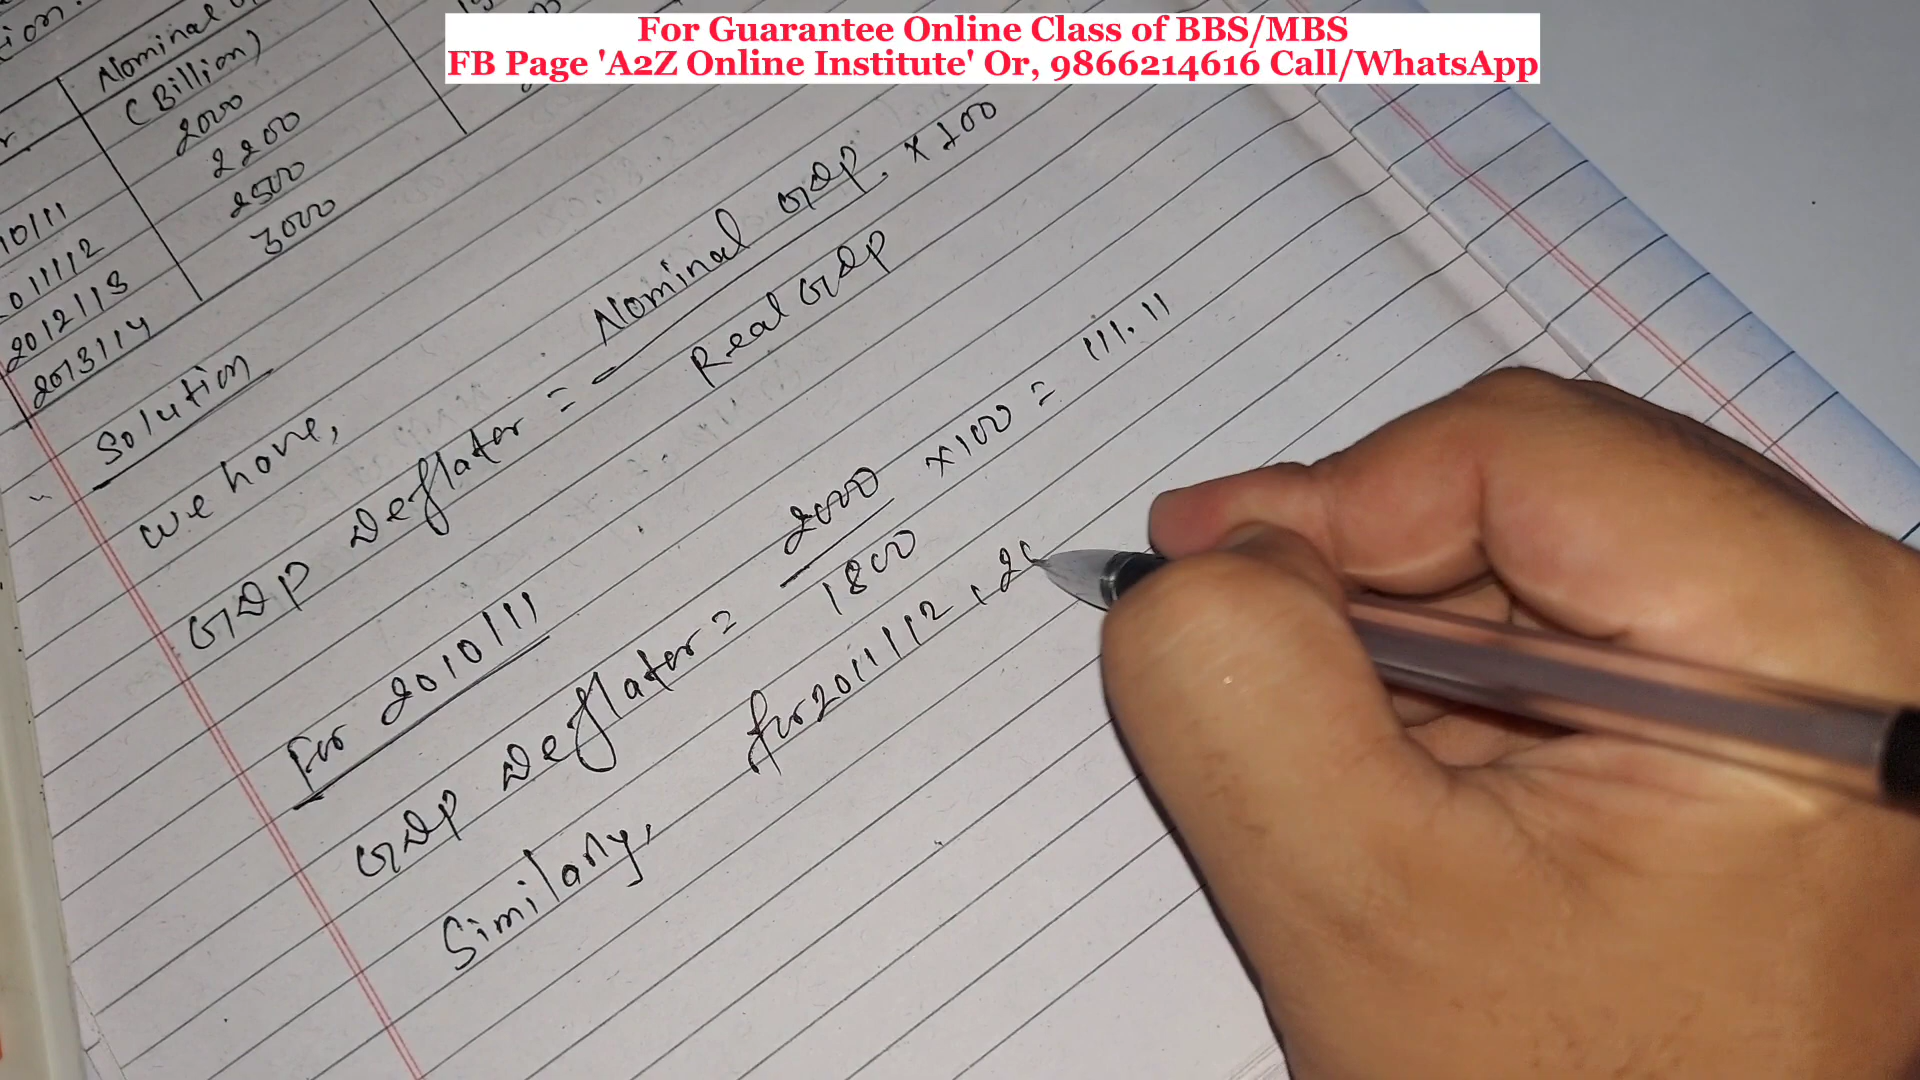 For Guarantee Online Class of BBS/MBS
FB Page 'A2Z Online Institute' Or, 9866214616 Call/WhatsApp
Nominal
(Billion)
2000
10/11 2200
011/12 2500
2012/13 3000
2013/14
Solution
we have,
GDP Deflator = Nominal GDP × 100
Real GDP
For 2010/11
GDP Deflator = 2000 ×100 = 111.11
1800
Similary, for 2011/12, 20